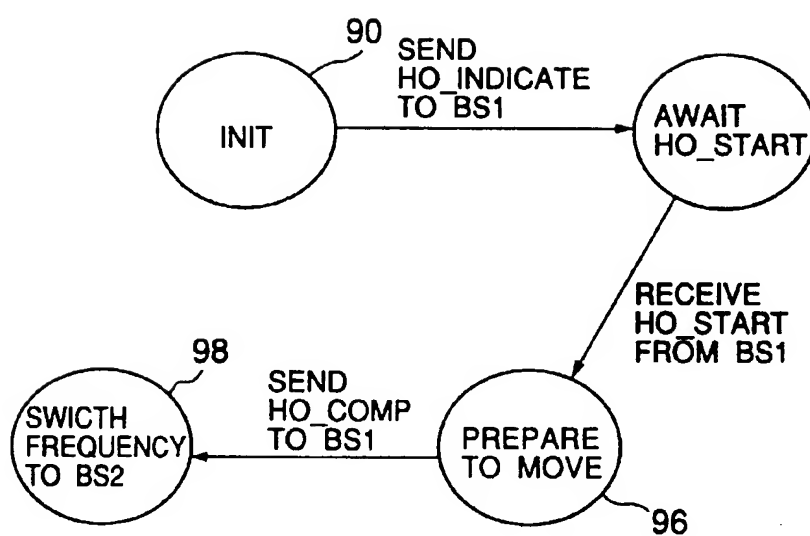 90
SEND
HO_INDICATE
TO BS1
INIT
AWAIT
HO_START
RECEIVE
HO_START
FROM BS1
98
SEND
HO_COMP
TO BS1
SWICTH
FREQUENCY
TO BS2
PREPARE
TO MOVE
96